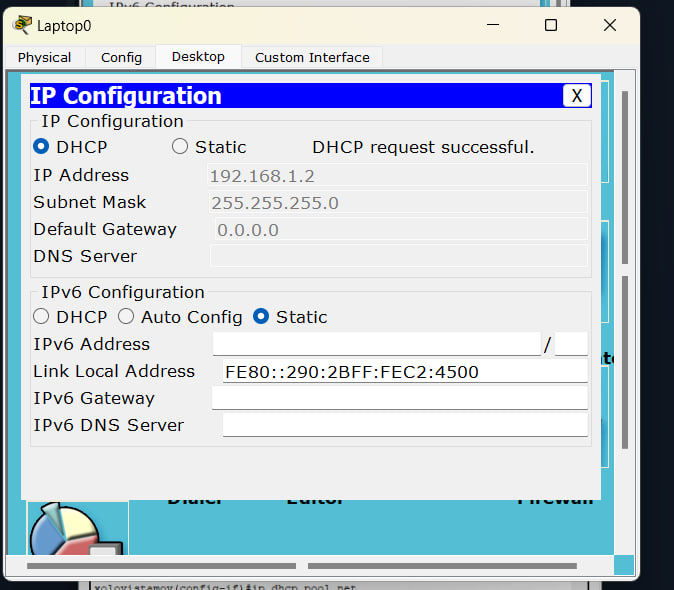 IPv6 Configuration
Laptop0
Physical Config Desktop Custom Interface
IP Configuration X
IP Configuration
DHCP Static DHCP request successful.
IP Address 192.168.1.2
Subnet Mask 255.255.255.0
Default Gateway 0.0.0.0
DNS Server
IPv6 Configuration
DHCP Auto Config Static
IPv6 Address /
Link Local Address FE80::290:2BFF:FEC2:4500
IPv6 Gateway
IPv6 DNS Server
Dialer Editor Firewall
xoloviatamov(config-if)#ip dhcp pool net